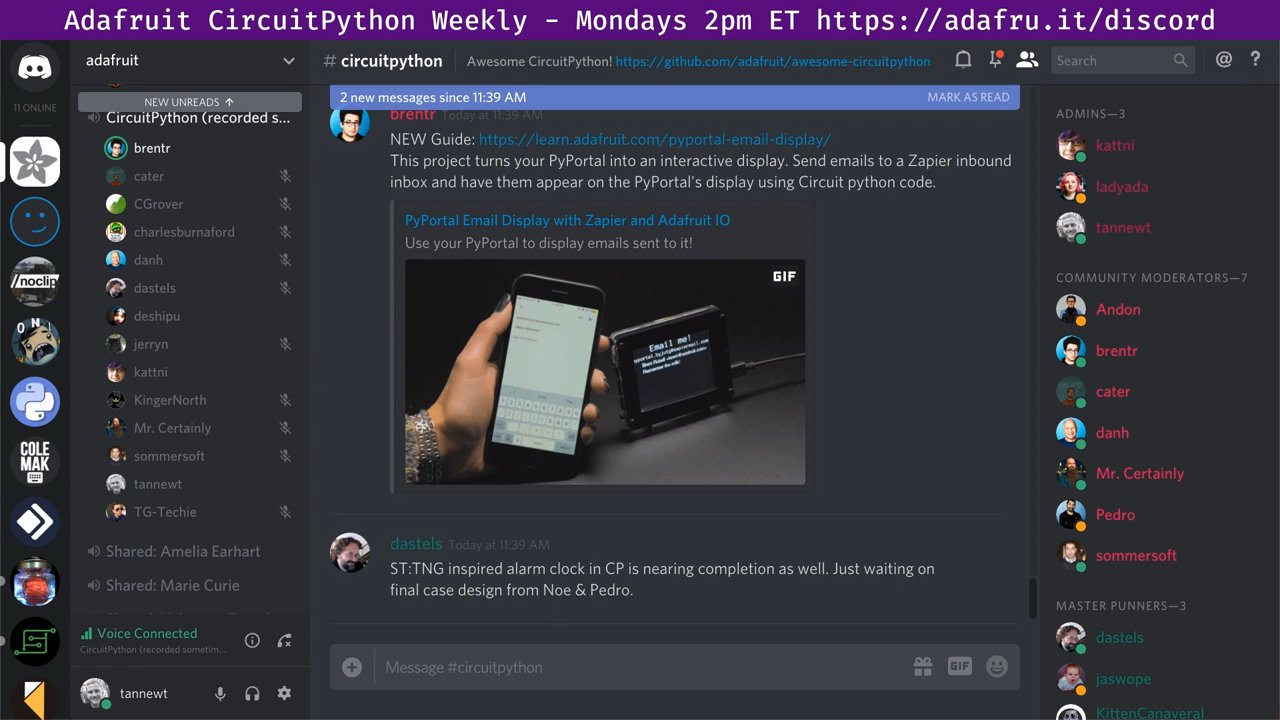 Adafruit CircuitPython Weekly - Mondays 2pm ET https://adafru.it/discord
11 ONLINE
/noclip
O N I
COLE
MAK
adafruit
NEW UNREADS ↑
CircuitPython (recorded s...
brentr
cater
CGrover
charlesburnaford
danh
dastels
deshipu
jerryn
kattni
KingerNorth
Mr. Certainly
sommersoft
tannewt
TG-Techie
Shared: Amelia Earhart
Shared: Marie Curie
Voice Connected
CircuitPython (recorded sometim...
tannewt
# circuitpython
Awesome CircuitPython! https://github.com/adafruit/awesome-circuitpython
Search
@ ?
2 new messages since 11:39 AM MARK AS READ
brentr Today at 11:39 AM
NEW Guide: https://learn.adafruit.com/pyportal-email-display/
This project turns your PyPortal into an interactive display. Send emails to a Zapier inbound
inbox and have them appear on the PyPortal's display using Circuit python code.
PyPortal Email Display with Zapier and Adafruit IO
Use your PyPortal to display emails sent to it!
GIF
Email me!
Remember the milk!
dastels Today at 11:39 AM
ST:TNG inspired alarm clock in CP is nearing completion as well. Just waiting on
final case design from Noe & Pedro.
Message #circuitpython
GIF
ADMINS—3
kattni
ladyada
tannewt
COMMUNITY MODERATORS—7
Andon
brentr
cater
danh
Mr. Certainly
Pedro
sommersoft
MASTER PUNNERS—3
dastels
jaswope
KittenCanaveral